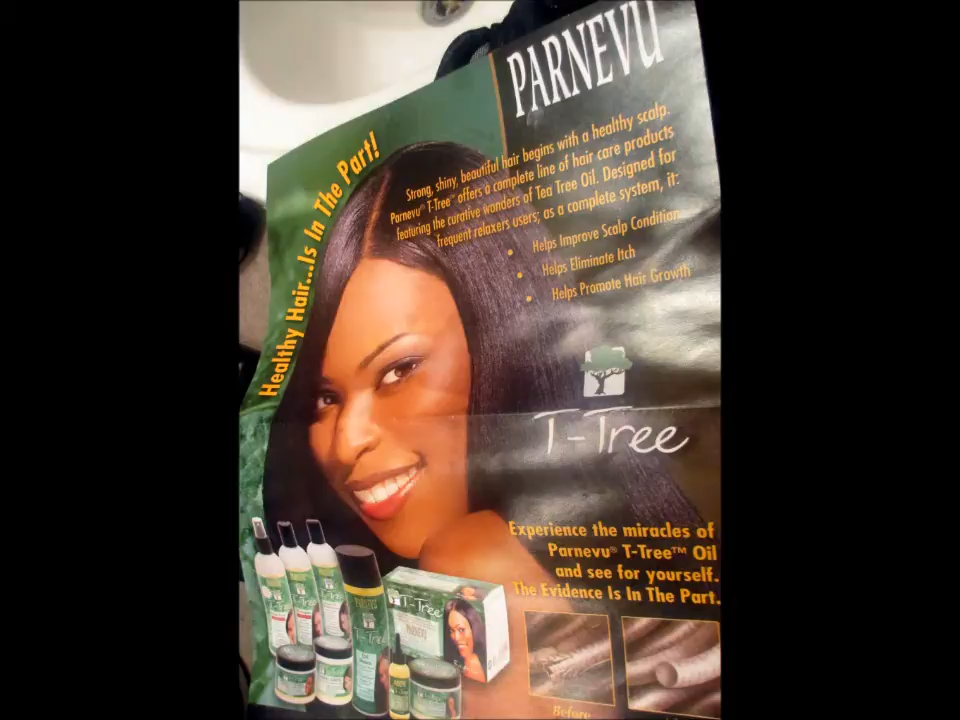 PARNEVU
Healthy Hair...Is In The Part!
Strong, shiny, beautiful hair begins with a healthy scalp.
Parnevu® T-Tree™ offers a complete line of hair care products
featuring the curative wonders of Tea Tree Oil. Designed for
frequent relaxers users; as a complete system, it:
• Helps Improve Scalp Condition
• Helps Eliminate Itch
• Helps Promote Hair Growth
T-Tree
Experience the miracles of
Parnevu® T-Tree™ Oil
and see for yourself.
The Evidence Is In The Part.
T-Tree
PARNEVU
T-Tree
Before